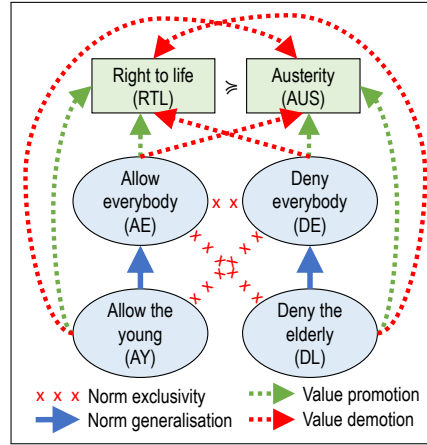 Right to life
(RTL)
≽
Austerity
(AUS)
Allow
everybody
(AE)
x x
Deny
everybody
(DE)
Allow the
young
(AY)
Deny the
elderly
(DL)
x x x Norm exclusivity
Value promotion
Norm generalisation
Value demotion